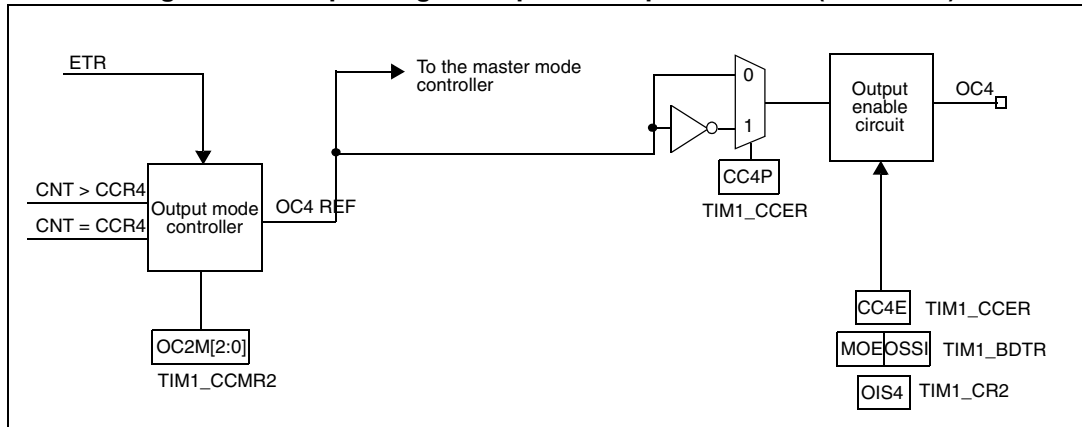 ETR
To the master mode
controller
0
1
Output
enable
circuit
OC4
CC4P
TIM1_CCER
CNT > CCR4
CNT = CCR4
Output mode
controller
OC4 REF
OC2M[2:0]
TIM1_CCMR2
CC4E TIM1_CCER
MOE OSSI TIM1_BDTR
OIS4 TIM1_CR2